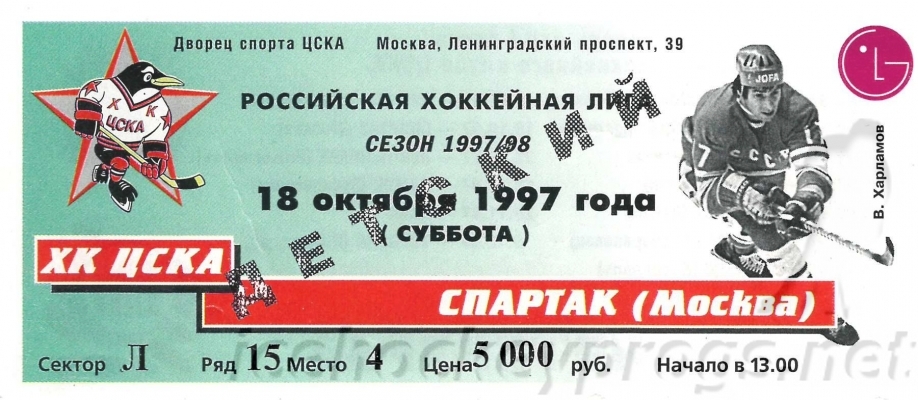 Дворец спорта ЦСКА Москва, Ленинградский проспект, 39
РОССИЙСКАЯ ХОККЕЙНАЯ ЛИГА
СЕЗОН 1997/98
18 октября 1997 года
( СУББОТА )
ДЕТСКИЙ
Х К
ЦСКА
ХК ЦСКА
СПАРТАК (Москва)
Сектор Л Ряд 15 Место 4 Цена 5 000 руб. Начало в 13.00
LG
JOFA
17
СССР
В. Харламов